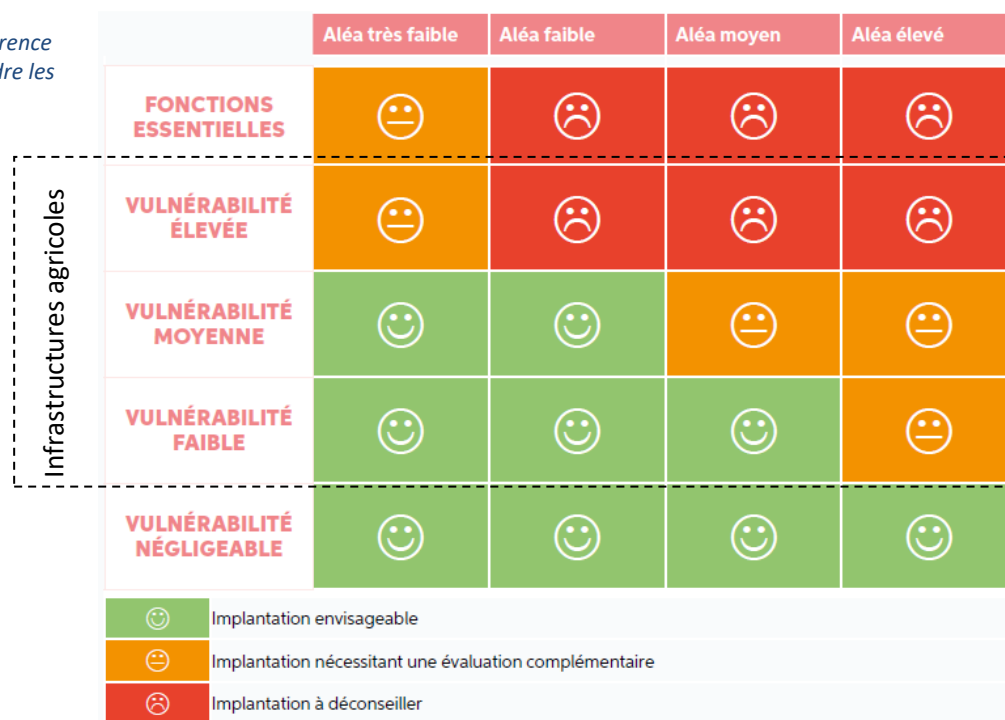 rence
dre les
Aléa très faible Aléa faible Aléa moyen Aléa élevé
FONCTIONS
ESSENTIELLES
Infrastructures agricoles
VULNÉRABILITÉ
ÉLEVÉE
VULNÉRABILITÉ
MOYENNE
VULNÉRABILITÉ
FAIBLE
VULNÉRABILITÉ
NÉGLIGEABLE
Implantation envisageable
Implantation nécessitant une évaluation complémentaire
Implantation à déconseiller